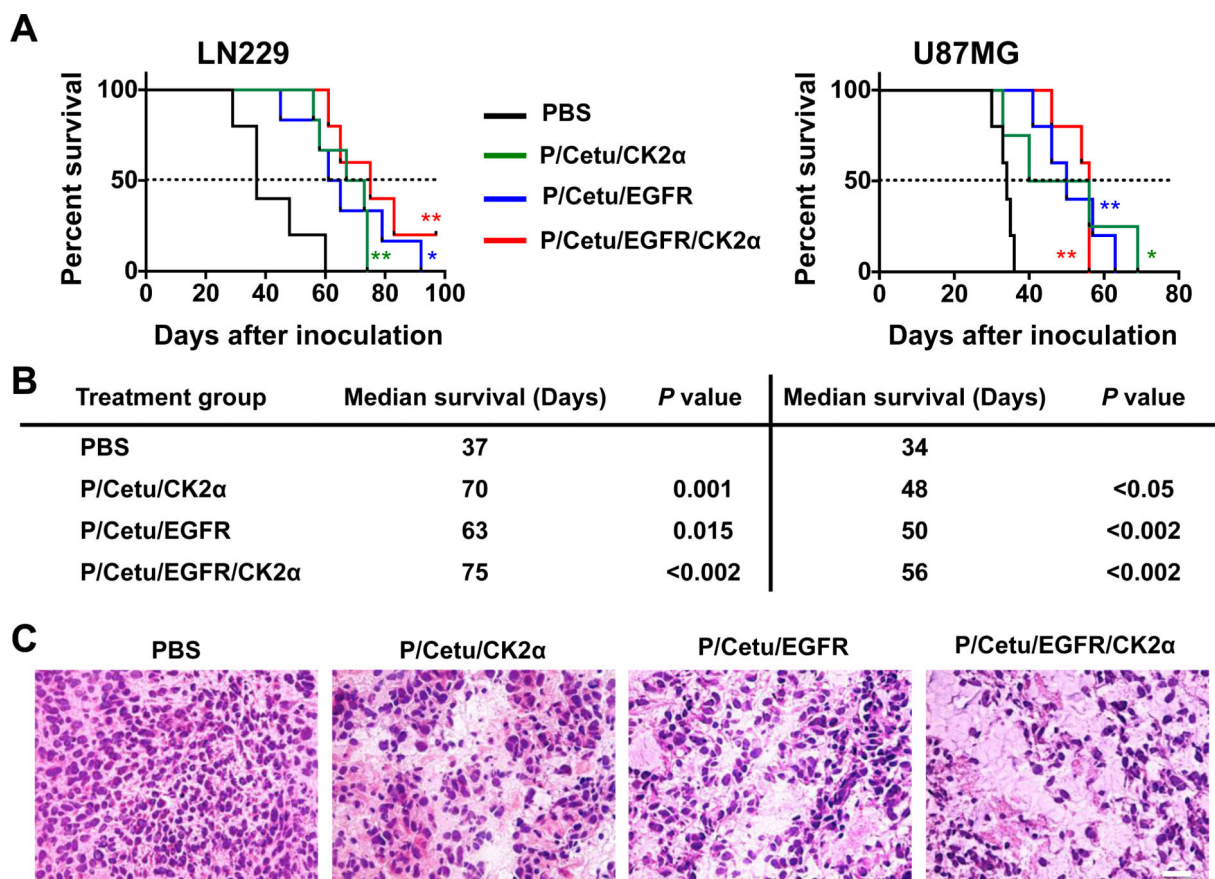 A
LN229
U87MG
Percent survival
100
50
0
0 20 40 60 80 100
Days after inoculation
**
**
*
PBS
P/Cetu/CK2α
P/Cetu/EGFR
P/Cetu/EGFR/CK2α
Percent survival
100
50
0
0 20 40 60 80
Days after inoculation
**
**
*
B
Treatment group Median survival (Days) P value Median survival (Days) P value
PBS 37 34
P/Cetu/CK2α 70 0.001 48 <0.05
P/Cetu/EGFR 63 0.015 50 <0.002
P/Cetu/EGFR/CK2α 75 <0.002 56 <0.002
C
PBS P/Cetu/CK2α P/Cetu/EGFR P/Cetu/EGFR/CK2α